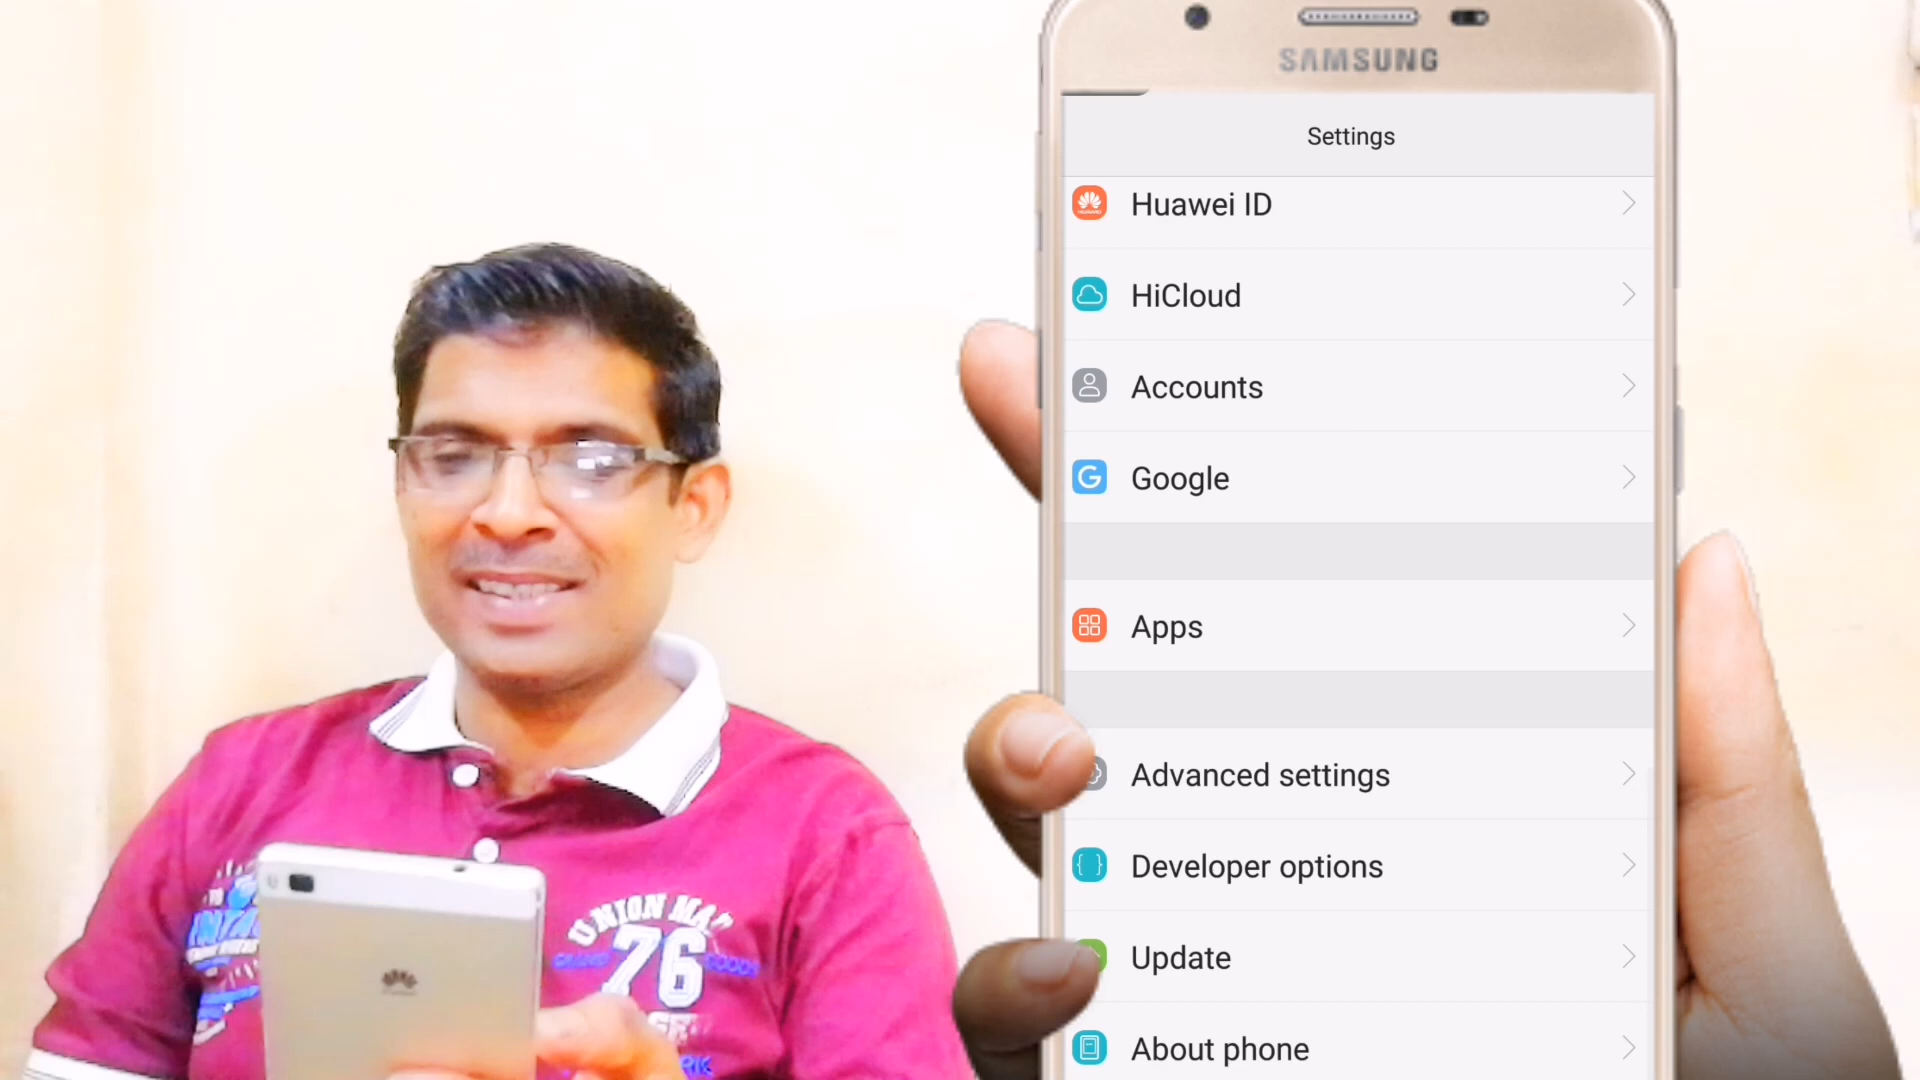 SAMSUNG
Settings
Huawei ID
HiCloud
Accounts
Google
Apps
Advanced settings
Developer options
Update
About phone
UNION MA
76